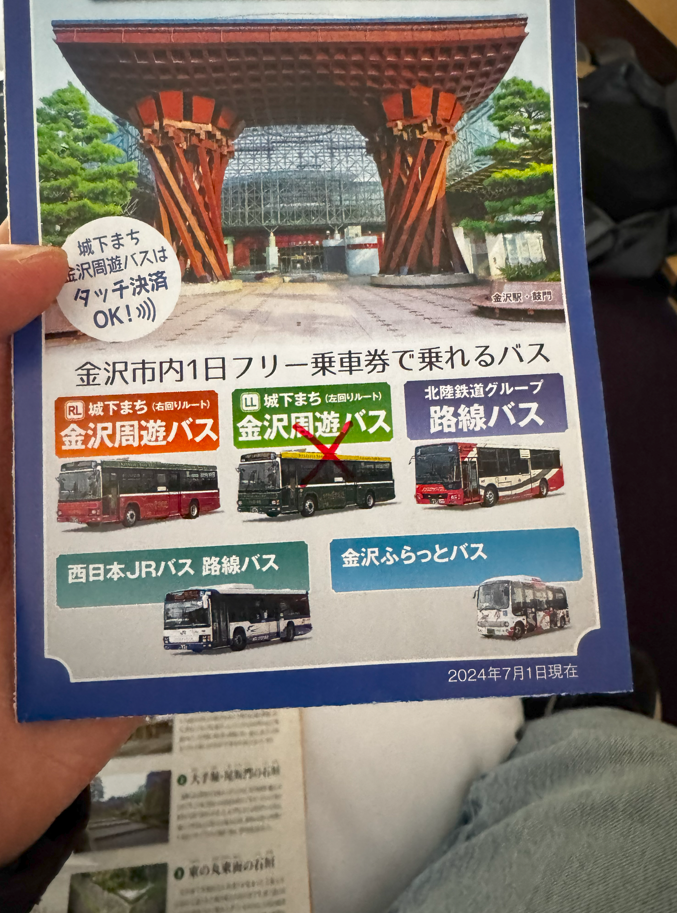 城下まち
金沢周遊バスは
タッチ決済
OK!
金沢駅・鼓門
金沢市内1日フリー乗車券で乗れるバス
RL 城下まち（右回りルート）
金沢周遊バス
LL 城下まち（左回りルート）
金沢周遊バス
北陸鉄道グループ
路線バス
西日本JRバス 路線バス
金沢ふらっとバス
2024年7月1日現在
2 大手堀・尾坂門の石垣
3 東の丸東面の石垣